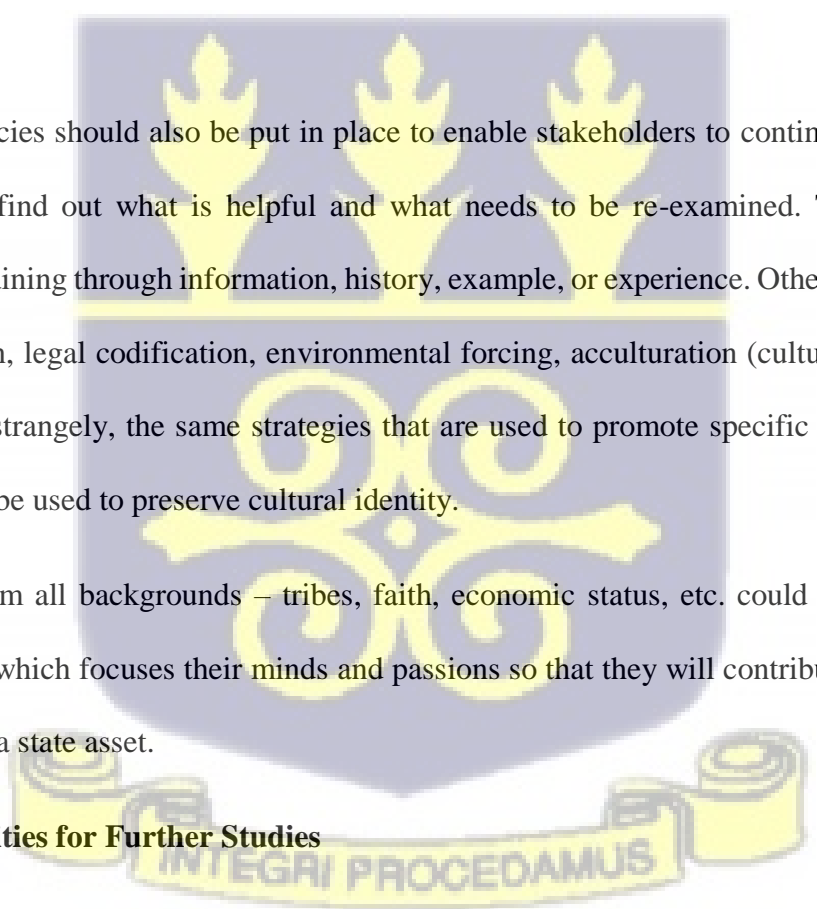 cies should also be put in place to enable stakeholders to contin
find out what is helpful and what needs to be re-examined. T
ining through information, history, example, or experience. Othe
n, legal codification, environmental forcing, acculturation (cultu
strangely, the same strategies that are used to promote specific
be used to preserve cultural identity.
m all backgrounds – tribes, faith, economic status, etc. could
which focuses their minds and passions so that they will contribu
a state asset.
ities for Further Studies
INTEGRI PROCEDAMUS